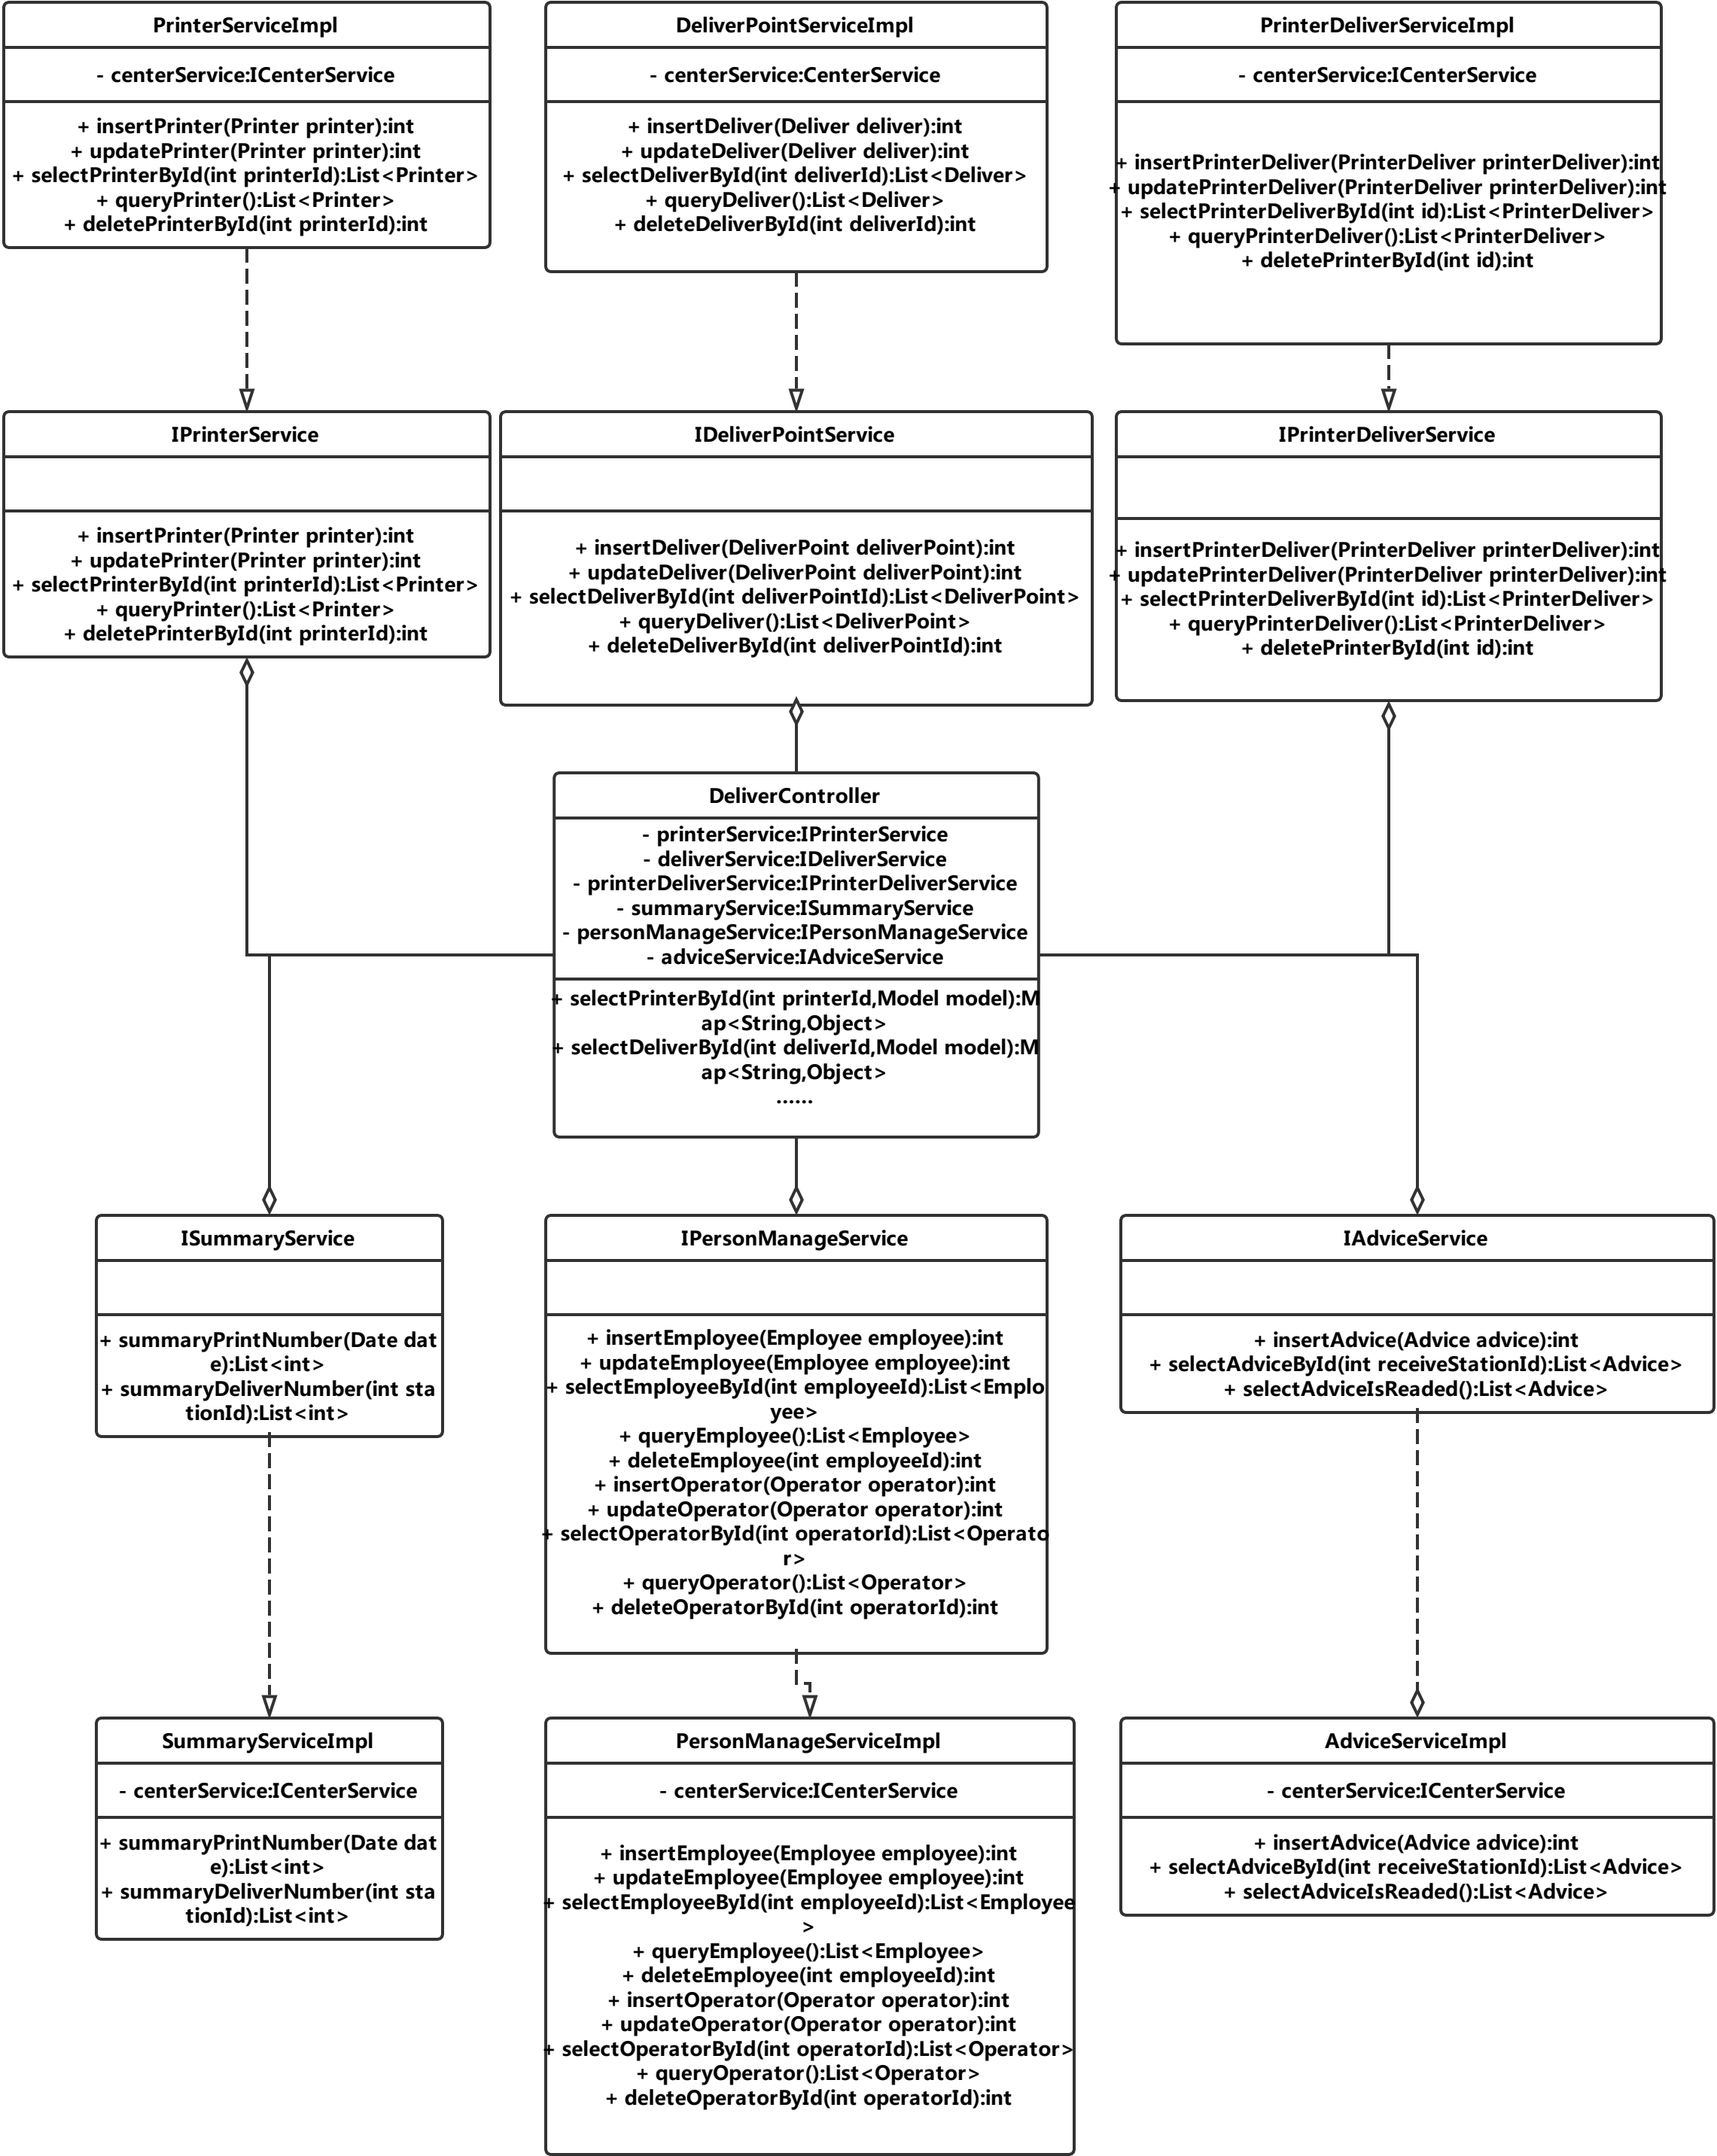 PrinterServiceImpl
- centerService:ICenterService
+ insertPrinter(Printer printer):int
+ updatePrinter(Printer printer):int
+ selectPrinterById(int printerId):List<Printer>
+ queryPrinter():List<Printer>
+ deletePrinterById(int printerId):int
DeliverPointServiceImpl
- centerService:CenterService
+ insertDeliver(Deliver deliver):int
+ updateDeliver(Deliver deliver):int
+ selectDeliverById(int deliverId):List<Deliver>
+ queryDeliver():List<Deliver>
+ deleteDeliverById(int deliverId):int
PrinterDeliverServiceImpl
- centerService:ICenterService
+ insertPrinterDeliver(PrinterDeliver printerDeliver):int
+ updatePrinterDeliver(PrinterDeliver printerDeliver):int
+ selectPrinterDeliverById(int id):List<PrinterDeliver>
+ queryPrinterDeliver():List<PrinterDeliver>
+ deletePrinterById(int id):int
IPrinterService
+ insertPrinter(Printer printer):int
+ updatePrinter(Printer printer):int
+ selectPrinterById(int printerId):List<Printer>
+ queryPrinter():List<Printer>
+ deletePrinterById(int printerId):int
IDeliverPointService
+ insertDeliver(DeliverPoint deliverPoint):int
+ updateDeliver(DeliverPoint deliverPoint):int
+ selectDeliverById(int deliverPointId):List<DeliverPoint>
+ queryDeliver():List<DeliverPoint>
+ deleteDeliverById(int deliverPointId):int
IPrinterDeliverService
+ insertPrinterDeliver(PrinterDeliver printerDeliver):int
+ updatePrinterDeliver(PrinterDeliver printerDeliver):int
+ selectPrinterDeliverById(int id):List<PrinterDeliver>
+ queryPrinterDeliver():List<PrinterDeliver>
+ deletePrinterById(int id):int
DeliverController
- printerService:IPrinterService
- deliverService:IDeliverService
- printerDeliverService:IPrinterDeliverService
- summaryService:ISummaryService
- personManageService:IPersonManageService
- adviceService:IAdviceService
+ selectPrinterById(int printerId,Model model):M
ap<String,Object>
+ selectDeliverById(int deliverId,Model model):M
ap<String,Object>
......
ISummaryService
+ summaryPrintNumber(Date dat
e):List<int>
+ summaryDeliverNumber(int sta
tionId):List<int>
IPersonManageService
+ insertEmployee(Employee employee):int
+ updateEmployee(Employee employee):int
+ selectEmployeeById(int employeeId):List<Emplo
yee>
+ queryEmployee():List<Employee>
+ deleteEmployee(int employeeId):int
+ insertOperator(Operator operator):int
+ updateOperator(Operator operator):int
+ selectOperatorById(int operatorId):List<Operato
r>
+ queryOperator():List<Operator>
+ deleteOperatorById(int operatorId):int
IAdviceService
+ insertAdvice(Advice advice):int
+ selectAdviceById(int receiveStationId):List<Advice>
+ selectAdviceIsReaded():List<Advice>
SummaryServiceImpl
- centerService:ICenterService
+ summaryPrintNumber(Date dat
e):List<int>
+ summaryDeliverNumber(int sta
tionId):List<int>
PersonManageServiceImpl
- centerService:ICenterService
+ insertEmployee(Employee employee):int
+ updateEmployee(Employee employee):int
+ selectEmployeeById(int employeeId):List<Employee
>
+ queryEmployee():List<Employee>
+ deleteEmployee(int employeeId):int
+ insertOperator(Operator operator):int
+ updateOperator(Operator operator):int
+ selectOperatorById(int operatorId):List<Operator>
+ queryOperator():List<Operator>
+ deleteOperatorById(int operatorId):int
AdviceServiceImpl
- centerService:ICenterService
+ insertAdvice(Advice advice):int
+ selectAdviceById(int receiveStationId):List<Advice>
+ selectAdviceIsReaded():List<Advice>